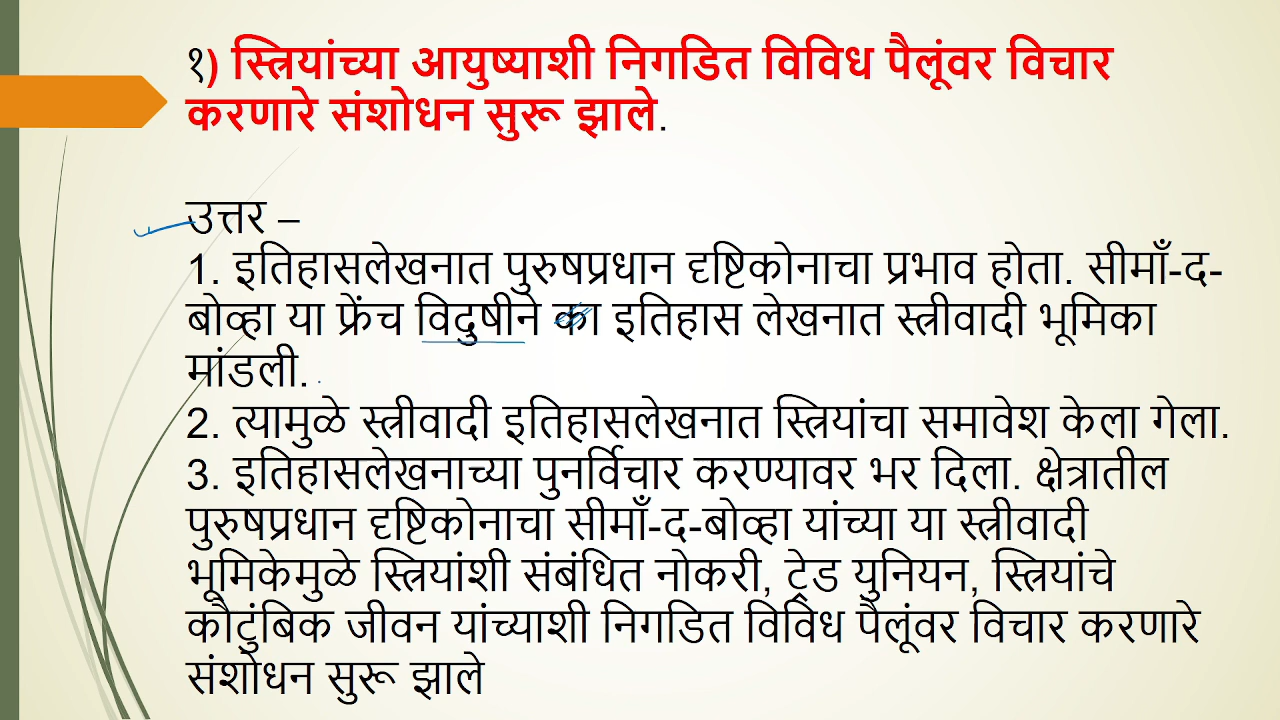 १) स्त्रियांच्या आयुष्याशी निगडित विविध पैलूंवर विचार
करणारे संशोधन सुरू झाले.
उत्तर –
1. इतिहासलेखनात पुरुषप्रधान दृष्टिकोनाचा प्रभाव होता. सीमाँ-द-
बोव्हा या फ्रेंच विदुषीने का इतिहास लेखनात स्त्रीवादी भूमिका
मांडली.
2. त्यामुळे स्त्रीवादी इतिहासलेखनात स्त्रियांचा समावेश केला गेला.
3. इतिहासलेखनाच्या पुनर्विचार करण्यावर भर दिला. क्षेत्रातील
पुरुषप्रधान दृष्टिकोनाचा सीमाँ-द-बोव्हा यांच्या या स्त्रीवादी
भूमिकेमुळे स्त्रियांशी संबंधित नोकरी, ट्रेड युनियन, स्त्रियांचे
कौटुंबिक जीवन यांच्याशी निगडित विविध पैलूंवर विचार करणारे
संशोधन सुरू झाले